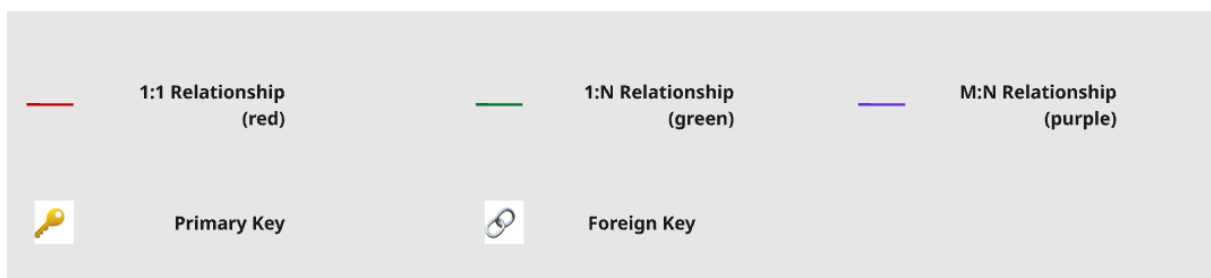 1:1 Relationship
(red)
1:N Relationship
(green)
M:N Relationship
(purple)
Primary Key
Foreign Key